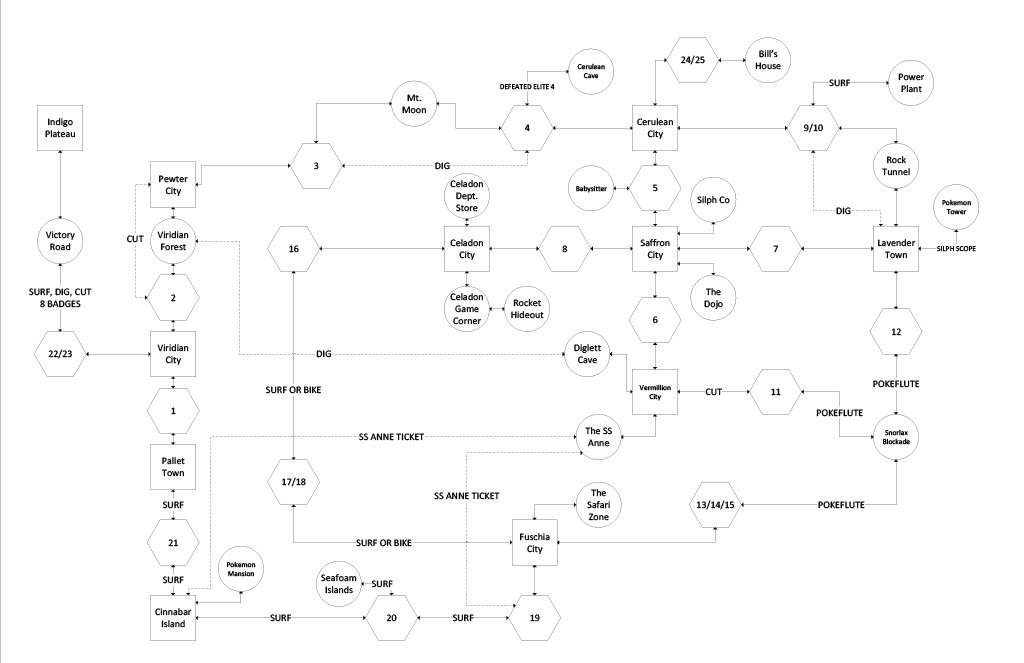 24/25
Bill's
House
Cerulean
Cave
DEFEATED ELITE 4
SURF
Power
Plant
Mt.
Moon
Indigo
Plateau
4
Cerulean
City
9/10
3
DIG
Rock
Tunnel
Pewter
City
Celadon
Dept.
Store
Babysitter
5
Silph Co
Pokemon
Tower
DIG
CUT
Victory
Road
Viridian
Forest
16
Celadon
City
8
Saffron
City
7
Lavender
Town
SILPH SCOPE
SURF, DIG, CUT
8 BADGES
2
Celadon
Game
Corner
Rocket
Hideout
The
Dojo
6
12
22/23
Viridian
City
DIG
Diglett
Cave
SURF OR BIKE
Vermillion
City
CUT
11
POKEFLUTE
POKEFLUTE
1
SS ANNE TICKET
The SS
Anne
Snorlax
Blockade
Pallet
Town
17/18
SS ANNE TICKET
SURF
The
Safari
Zone
13/14/15
POKEFLUTE
21
SURF OR BIKE
Fuschia
City
SURF
Pokemon
Mansion
Seafoam
Islands
SURF
Cinnabar
Island
SURF
20
SURF
19